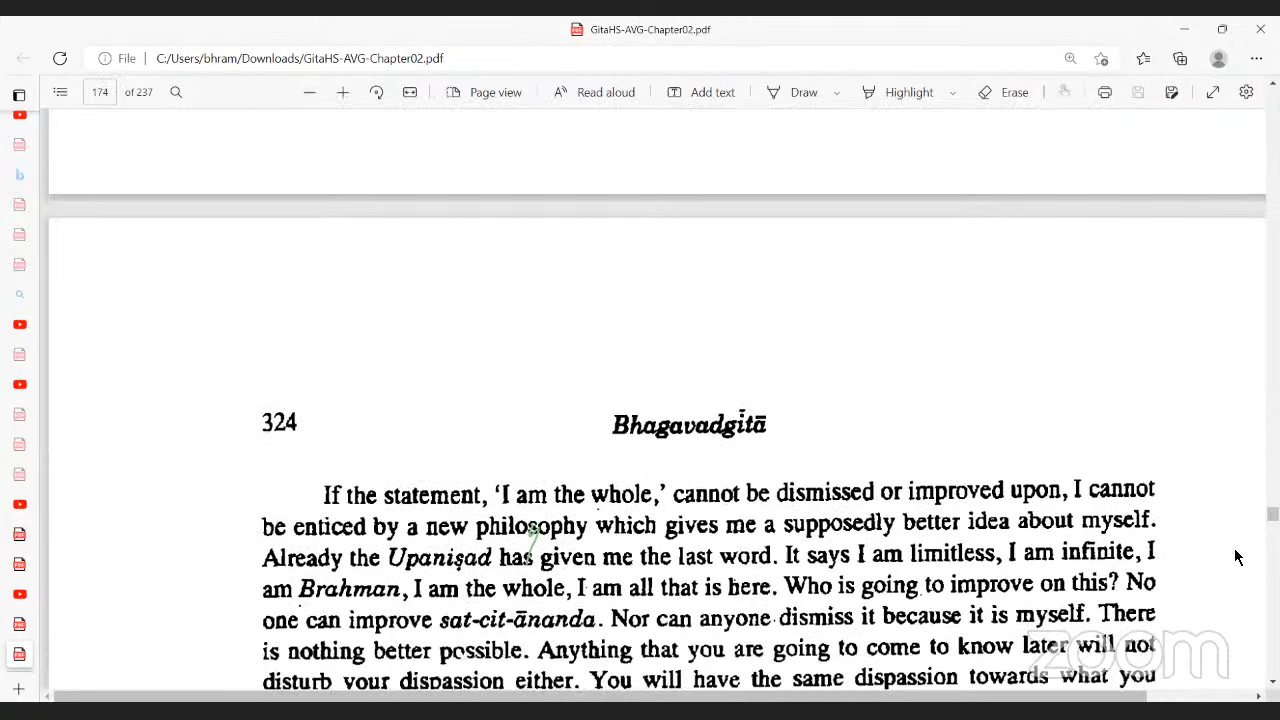 GitaHS-AVG-Chapter02.pdf
File C:/Users/bhram/Downloads/GitaHS-AVG-Chapter02.pdf
174 of 237 Page view Read aloud Add text Draw Highlight Erase
324 Bhagavadgītā
If the statement, ‘I am the whole,’ cannot be dismissed or improved upon, I cannot
be enticed by a new philosophy which gives me a supposedly better idea about myself.
Already the Upaniṣad has given me the last word. It says I am limitless, I am infinite, I
am Brahman, I am the whole, I am all that is here. Who is going to improve on this? No
one can improve sat-cit-ānanda. Nor can anyone dismiss it because it is myself. There
is nothing better possible. Anything that you are going to come to know later will not
disturb your dispassion either. You will have the same dispassion towards what you
zoom